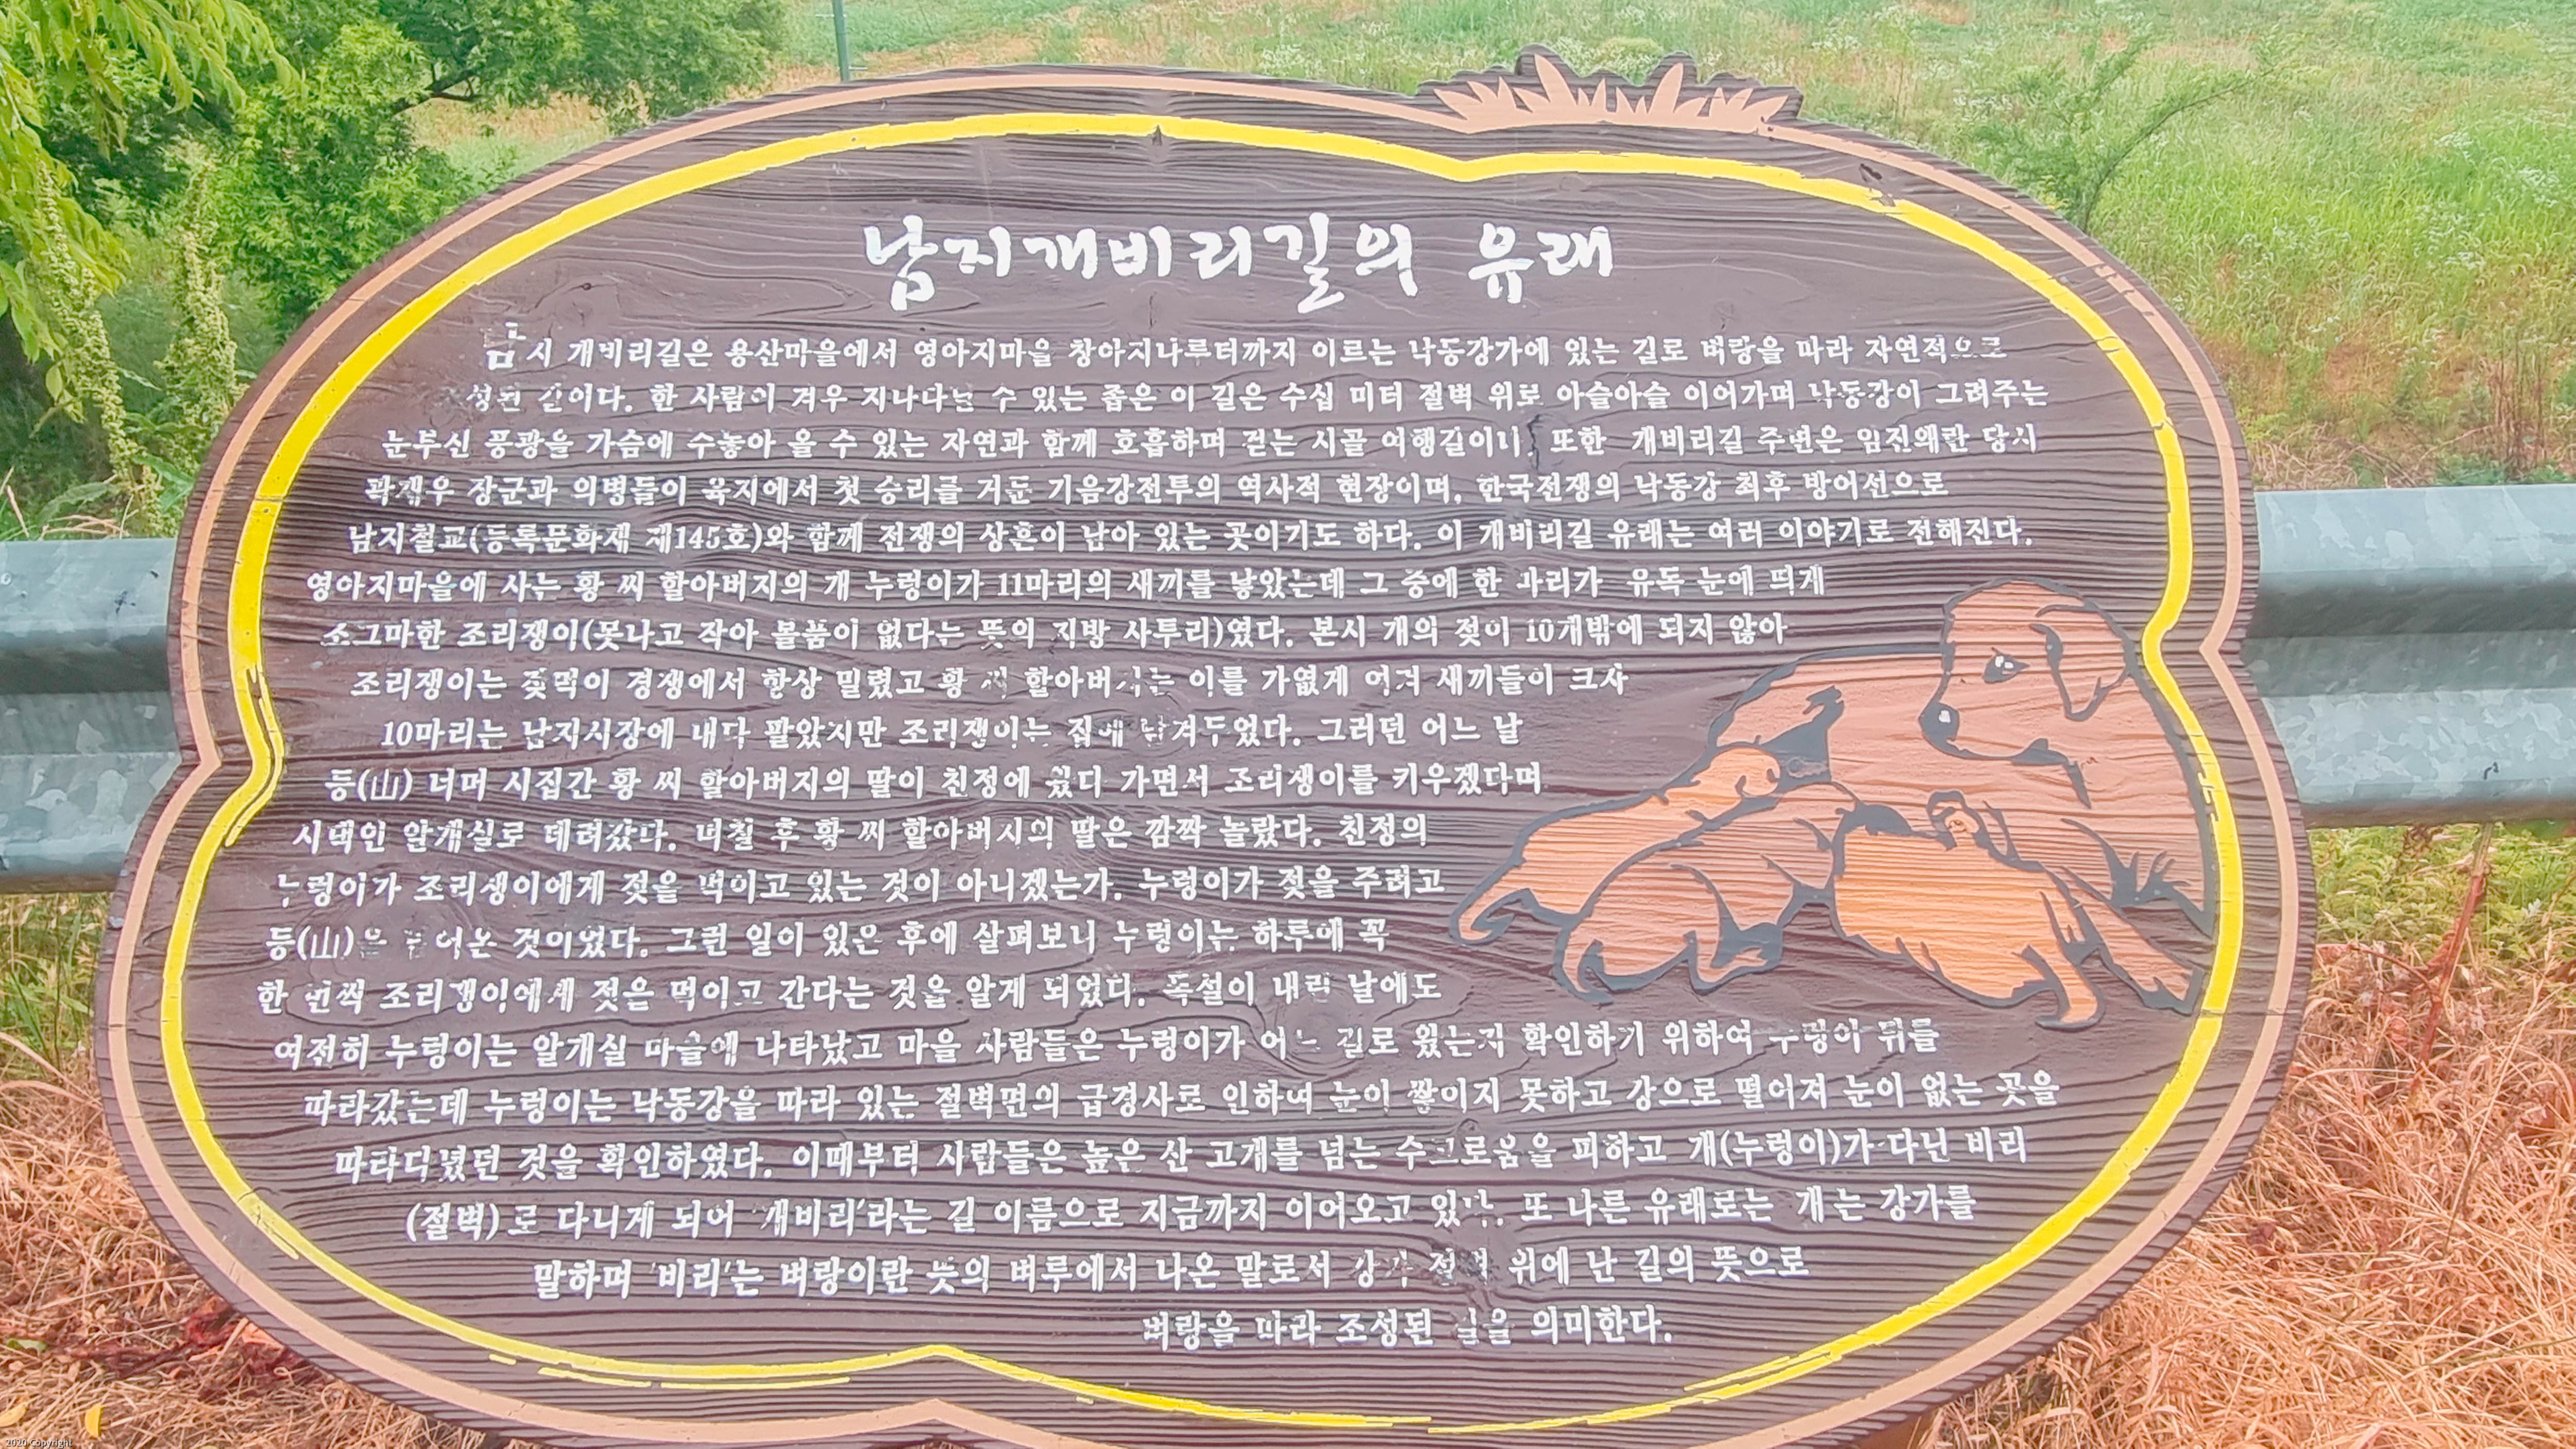 남지개비리길의 유래
개비리길은 용산마을에서 영아지마을 창아지나루터까지 이르는 낙동강가에 있는 길로 벼랑을 따라 자연적으로
길이다. 한 사람이 겨우 지나다닐 수 있는 좁은 이 길은 수십 미터 절벽 위로 아슬아슬 이어가며 낙동강이 그려주는
눈부신 풍광을 가슴에 수놓아 올 수 있는 자연과 함께 호흡하며 걷는 시골 여행길이다. 또한 개비리길 주변은 임진왜란 당시
곽재우 장군과 의병들이 육지에서 첫 승리를 거둔 기음강전투의 역사적 현장이며, 한국전쟁의 낙동강 최후 방어선으로
남지철교(등록문화재 제145호)와 함께 전쟁의 상흔이 남아 있는 곳이기도 하다. 이 개비리길 유래는 여러 이야기로 전해진다.
영아지마을에 사는 황 씨 할아버지의 개 누렁이가 11마리의 새끼를 낳았는데 그 중에 한 마리가 유독 눈에 띄게
조그마한 조리쟁이(못나고 작아 볼품이 없다는 뜻의 지방 사투리)였다. 본시 개의 젖이 10개밖에 되지 않아
조리쟁이는 젖먹이 경쟁에서 항상 밀렸고 황 씨 할아버지는 이를 가엾게 여겨 새끼들이 크자
10마리는 남지시장에 내다 팔았지만 조리쟁이는 집에 남겨두었다. 그러던 어느 날
등(山) 너머 시집간 황 씨 할아버지의 딸이 친정에 왔다 가면서 조리쟁이를 키우겠다며
시댁인 알개실로 데려갔다. 며칠 후 황 씨 할아버지의 딸은 깜짝 놀랐다. 친정의
누렁이가 조리쟁이에게 젖을 먹이고 있는 것이 아니겠는가. 누렁이가 젖을 주려고
등(山)을 넘어온 것이었다. 그런 일이 있은 후에 살펴보니 누렁이는 하루에 꼭
한 번씩 조리쟁이에게 젖을 먹이고 간다는 것을 알게 되었다. 폭설이 내린 날에도
여전히 누렁이는 알개실 마을에 나타났고 마을 사람들은 누렁이가 어느 길로 왔는지 확인하기 위하여 누렁이 뒤를
따라갔는데 누렁이는 낙동강을 따라 있는 절벽면의 급경사로 인하여 눈이 쌓이지 못하고 강으로 떨어져 눈이 없는 곳을
따라다녔던 것을 확인하였다. 이때부터 사람들은 높은 산 고개를 넘는 수고로움을 피하고 개(누렁이)가 다닌 비리
(절벽)로 다니게 되어 '개비리'라는 길 이름으로 지금까지 이어오고 있다. 또 다른 유래로는 개는 강가를
말하며 '비리'는 벼랑이란 뜻의 벼루에서 나온 말로서 강가 절벽 위에 난 길의 뜻으로
벼랑을 따라 조성된 길을 의미한다.
2020 Copyright